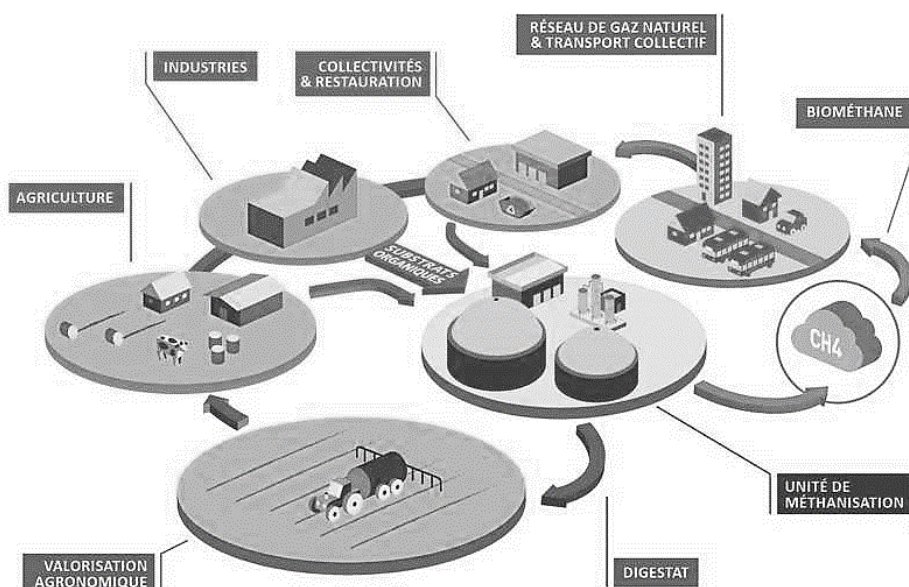 RÉSEAU DE GAZ NATUREL
& TRANSPORT COLLECTIF
INDUSTRIES
COLLECTIVITÉS
& RESTAURATION
BIOMÉTHANE
AGRICULTURE
SUBSTRATS
ORGANIQUES
CH4
UNITÉ DE
MÉTHANISATION
VALORISATION
AGRONOMIQUE
DIGESTAT